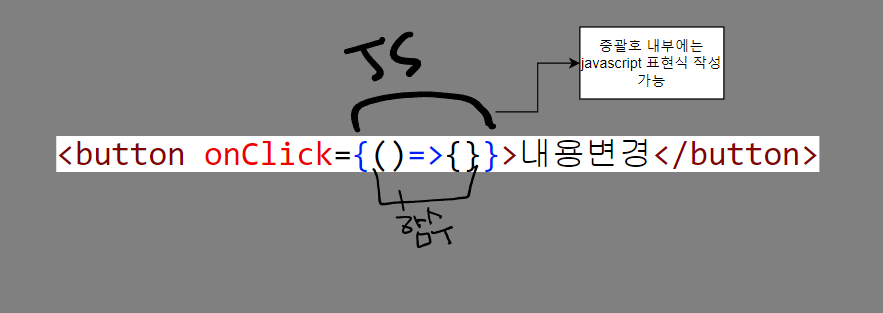 JS
중괄호 내부에는
javascript 표현식 작성
가능
<button onClick={()=>{}}>내용변경</button>
함수